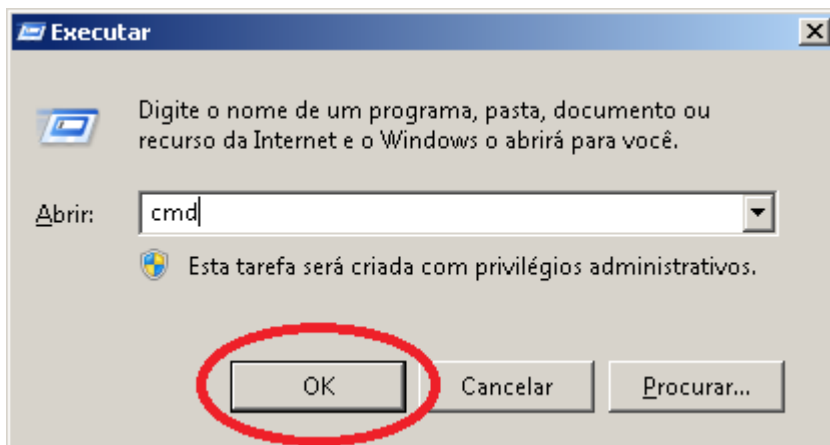 Executar
Digite o nome de um programa, pasta, documento ou
recurso da Internet e o Windows o abrirá para você.
Abrir: cmd
Esta tarefa será criada com privilégios administrativos.
OK Cancelar Procurar...